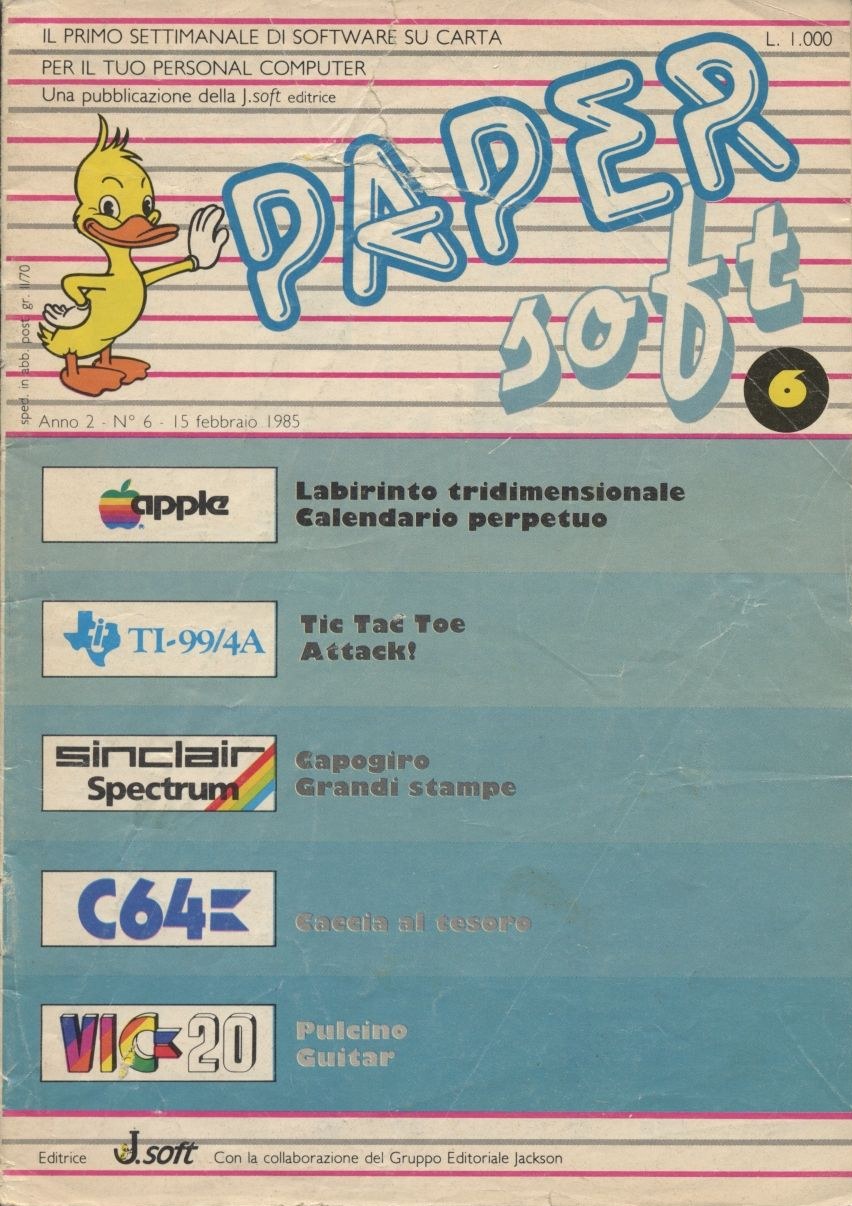 IL PRIMO SETTIMANALE DI SOFTWARE SU CARTA
L. 1.000
PER IL TUO PERSONAL COMPUTER
Una pubblicazione della J.soft editrice
PAPER
soft
6
sped. in abb. post. gr. II/70
Anno 2 - N° 6 - 15 febbraio 1985
apple
Labirinto tridimensionale
Calendario perpetuo
ti TI-99/4A
Tic Tac Toe
Attack!
sinclair
Spectrum
Capogiro
Grandi stampe
C64
Caccia al tesoro
VIC-20
Pulcino
Guitar
Editrice J.soft Con la collaborazione del Gruppo Editoriale Jackson